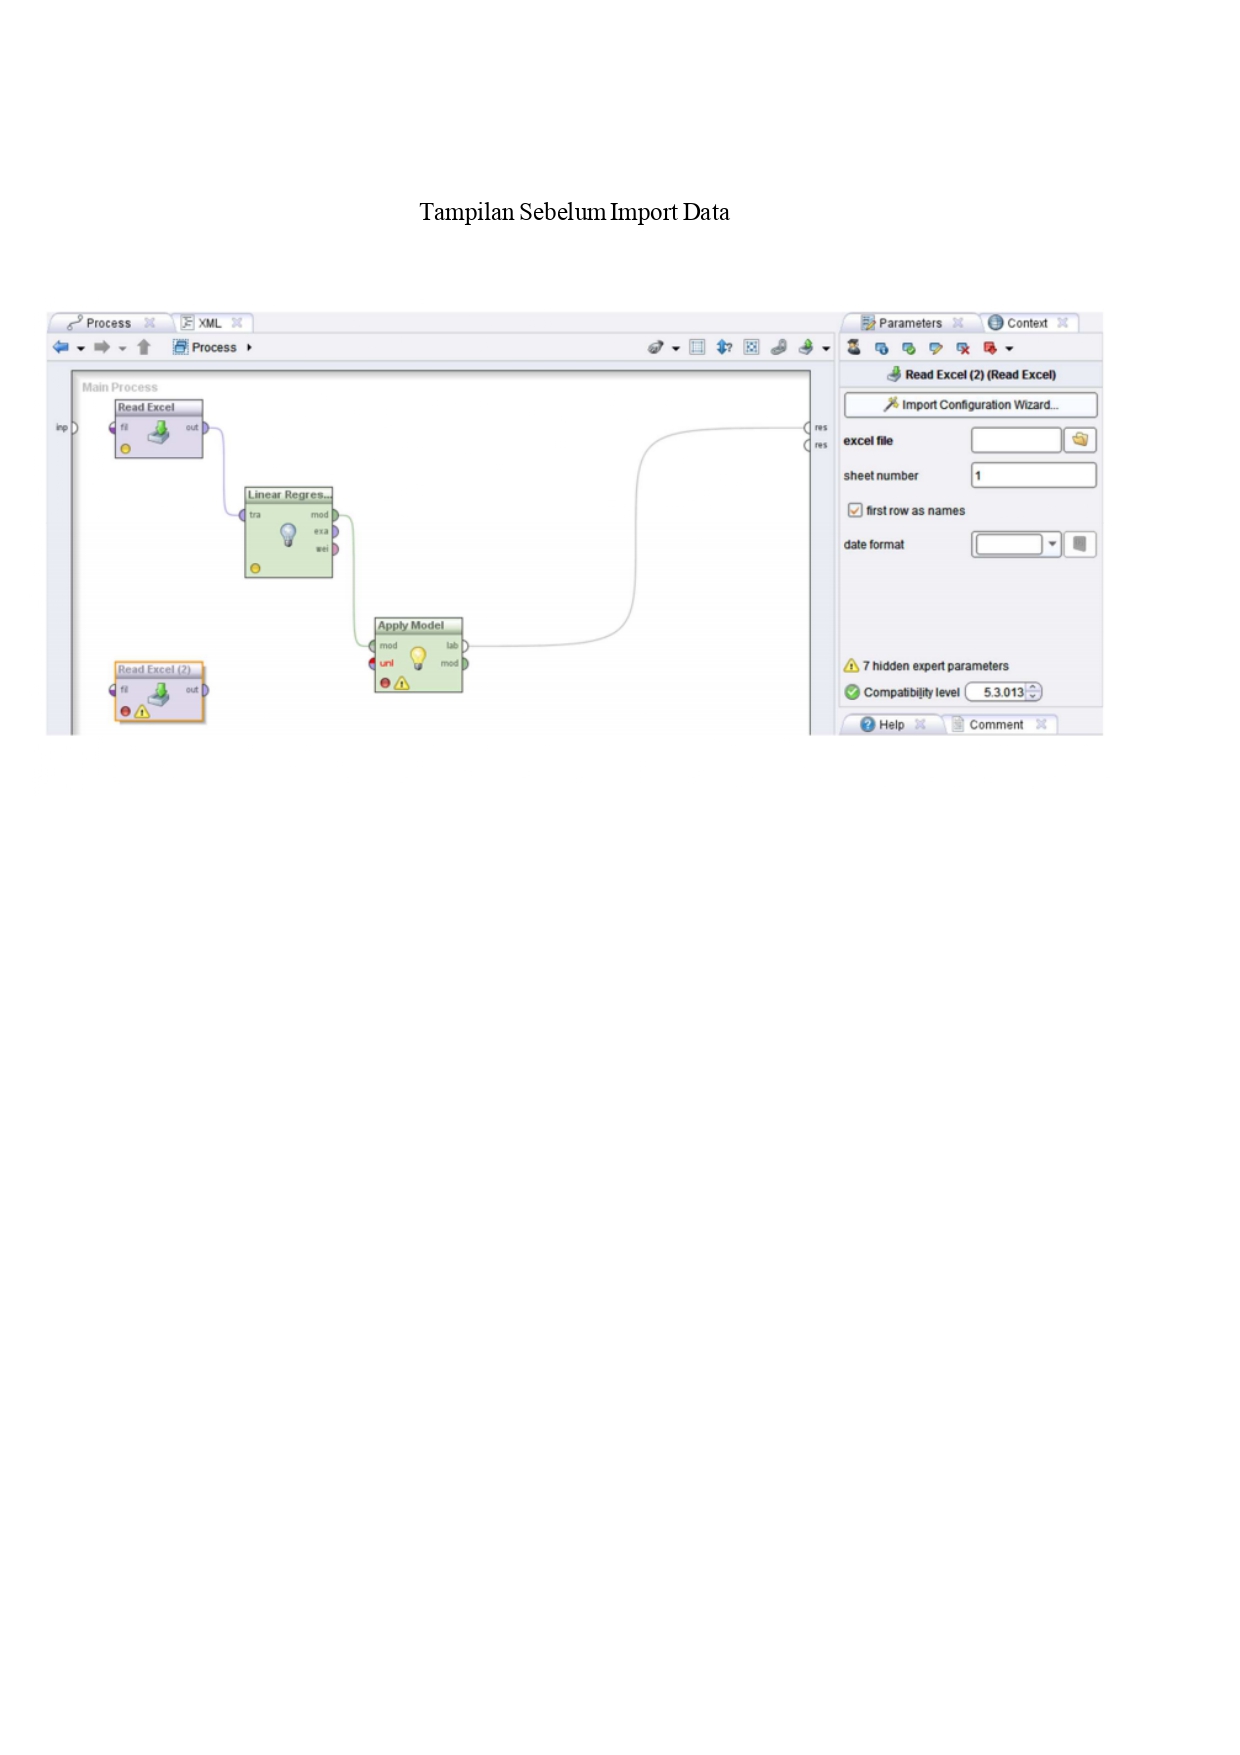 Tampilan Sebelum Import Data
Process XML Parameters Context
Process
Read Excel (2) (Read Excel)
Main Process
Import Configuration Wizard...
Read Excel
inp fil out res
res
excel file
sheet number 1
Linear Regres...
tra mod
exa
wei
first row as names
date format
Apply Model
mod lab
unl mod
Read Excel (2)
fil out
7 hidden expert parameters
Compatibility level 5.3.013
Help Comment